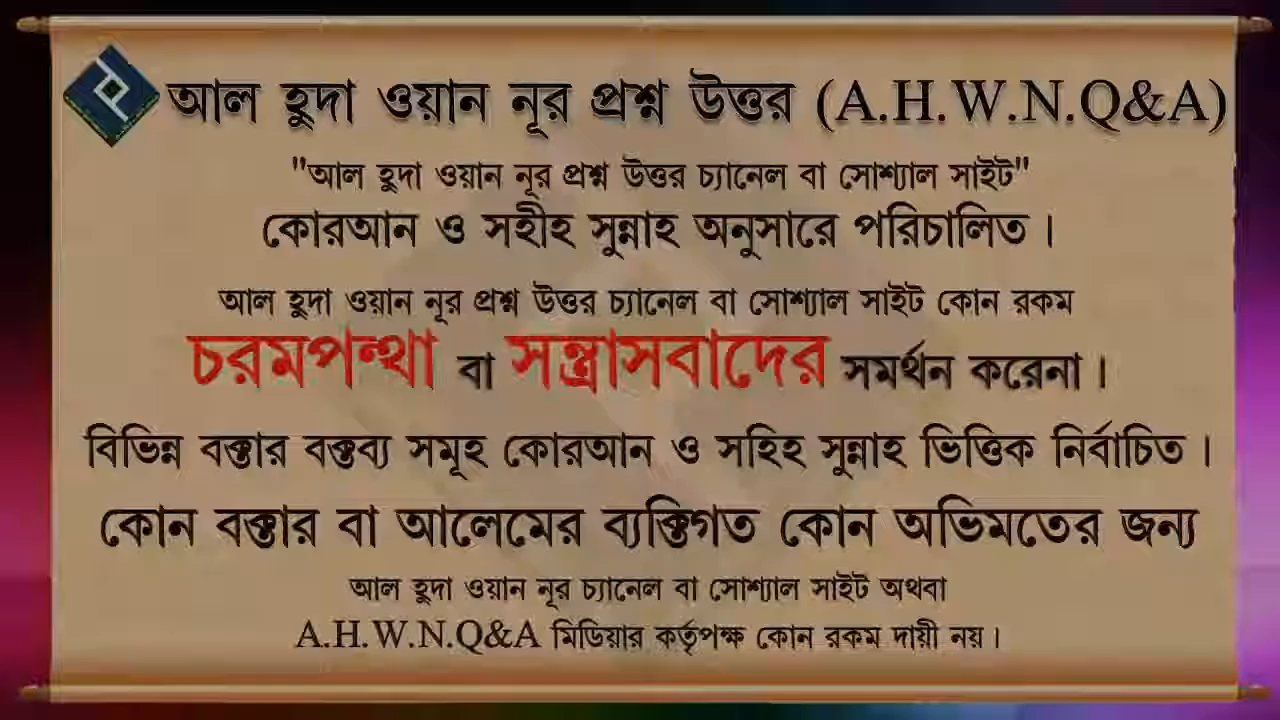 আল হুদা ওয়ান নূর প্রশ্ন উত্তর (A.H.W.N.Q&A)
"আল হুদা ওয়ান নূর প্রশ্ন উত্তর চ্যানেল বা সোশ্যাল সাইট"
কোরআন ও সহীহ সুন্নাহ অনুসারে পরিচালিত।
আল হুদা ওয়ান নূর প্রশ্ন উত্তর চ্যানেল বা সোশ্যাল সাইট কোন রকম
চরমপন্থা বা সন্ত্রাসবাদের সমর্থন করেনা।
বিভিন্ন বক্তার বক্তব্য সমূহ কোরআন ও সহিহ সুন্নাহ ভিত্তিক নির্বাচিত।
কোন বক্তার বা আলেমের ব্যক্তিগত কোন অভিমতের জন্য
আল হুদা ওয়ান নূর চ্যানেল বা সোশ্যাল সাইট অথবা
A.H.W.N.Q&A মিডিয়ার কর্তৃপক্ষ কোন রকম দায়ী নয়।